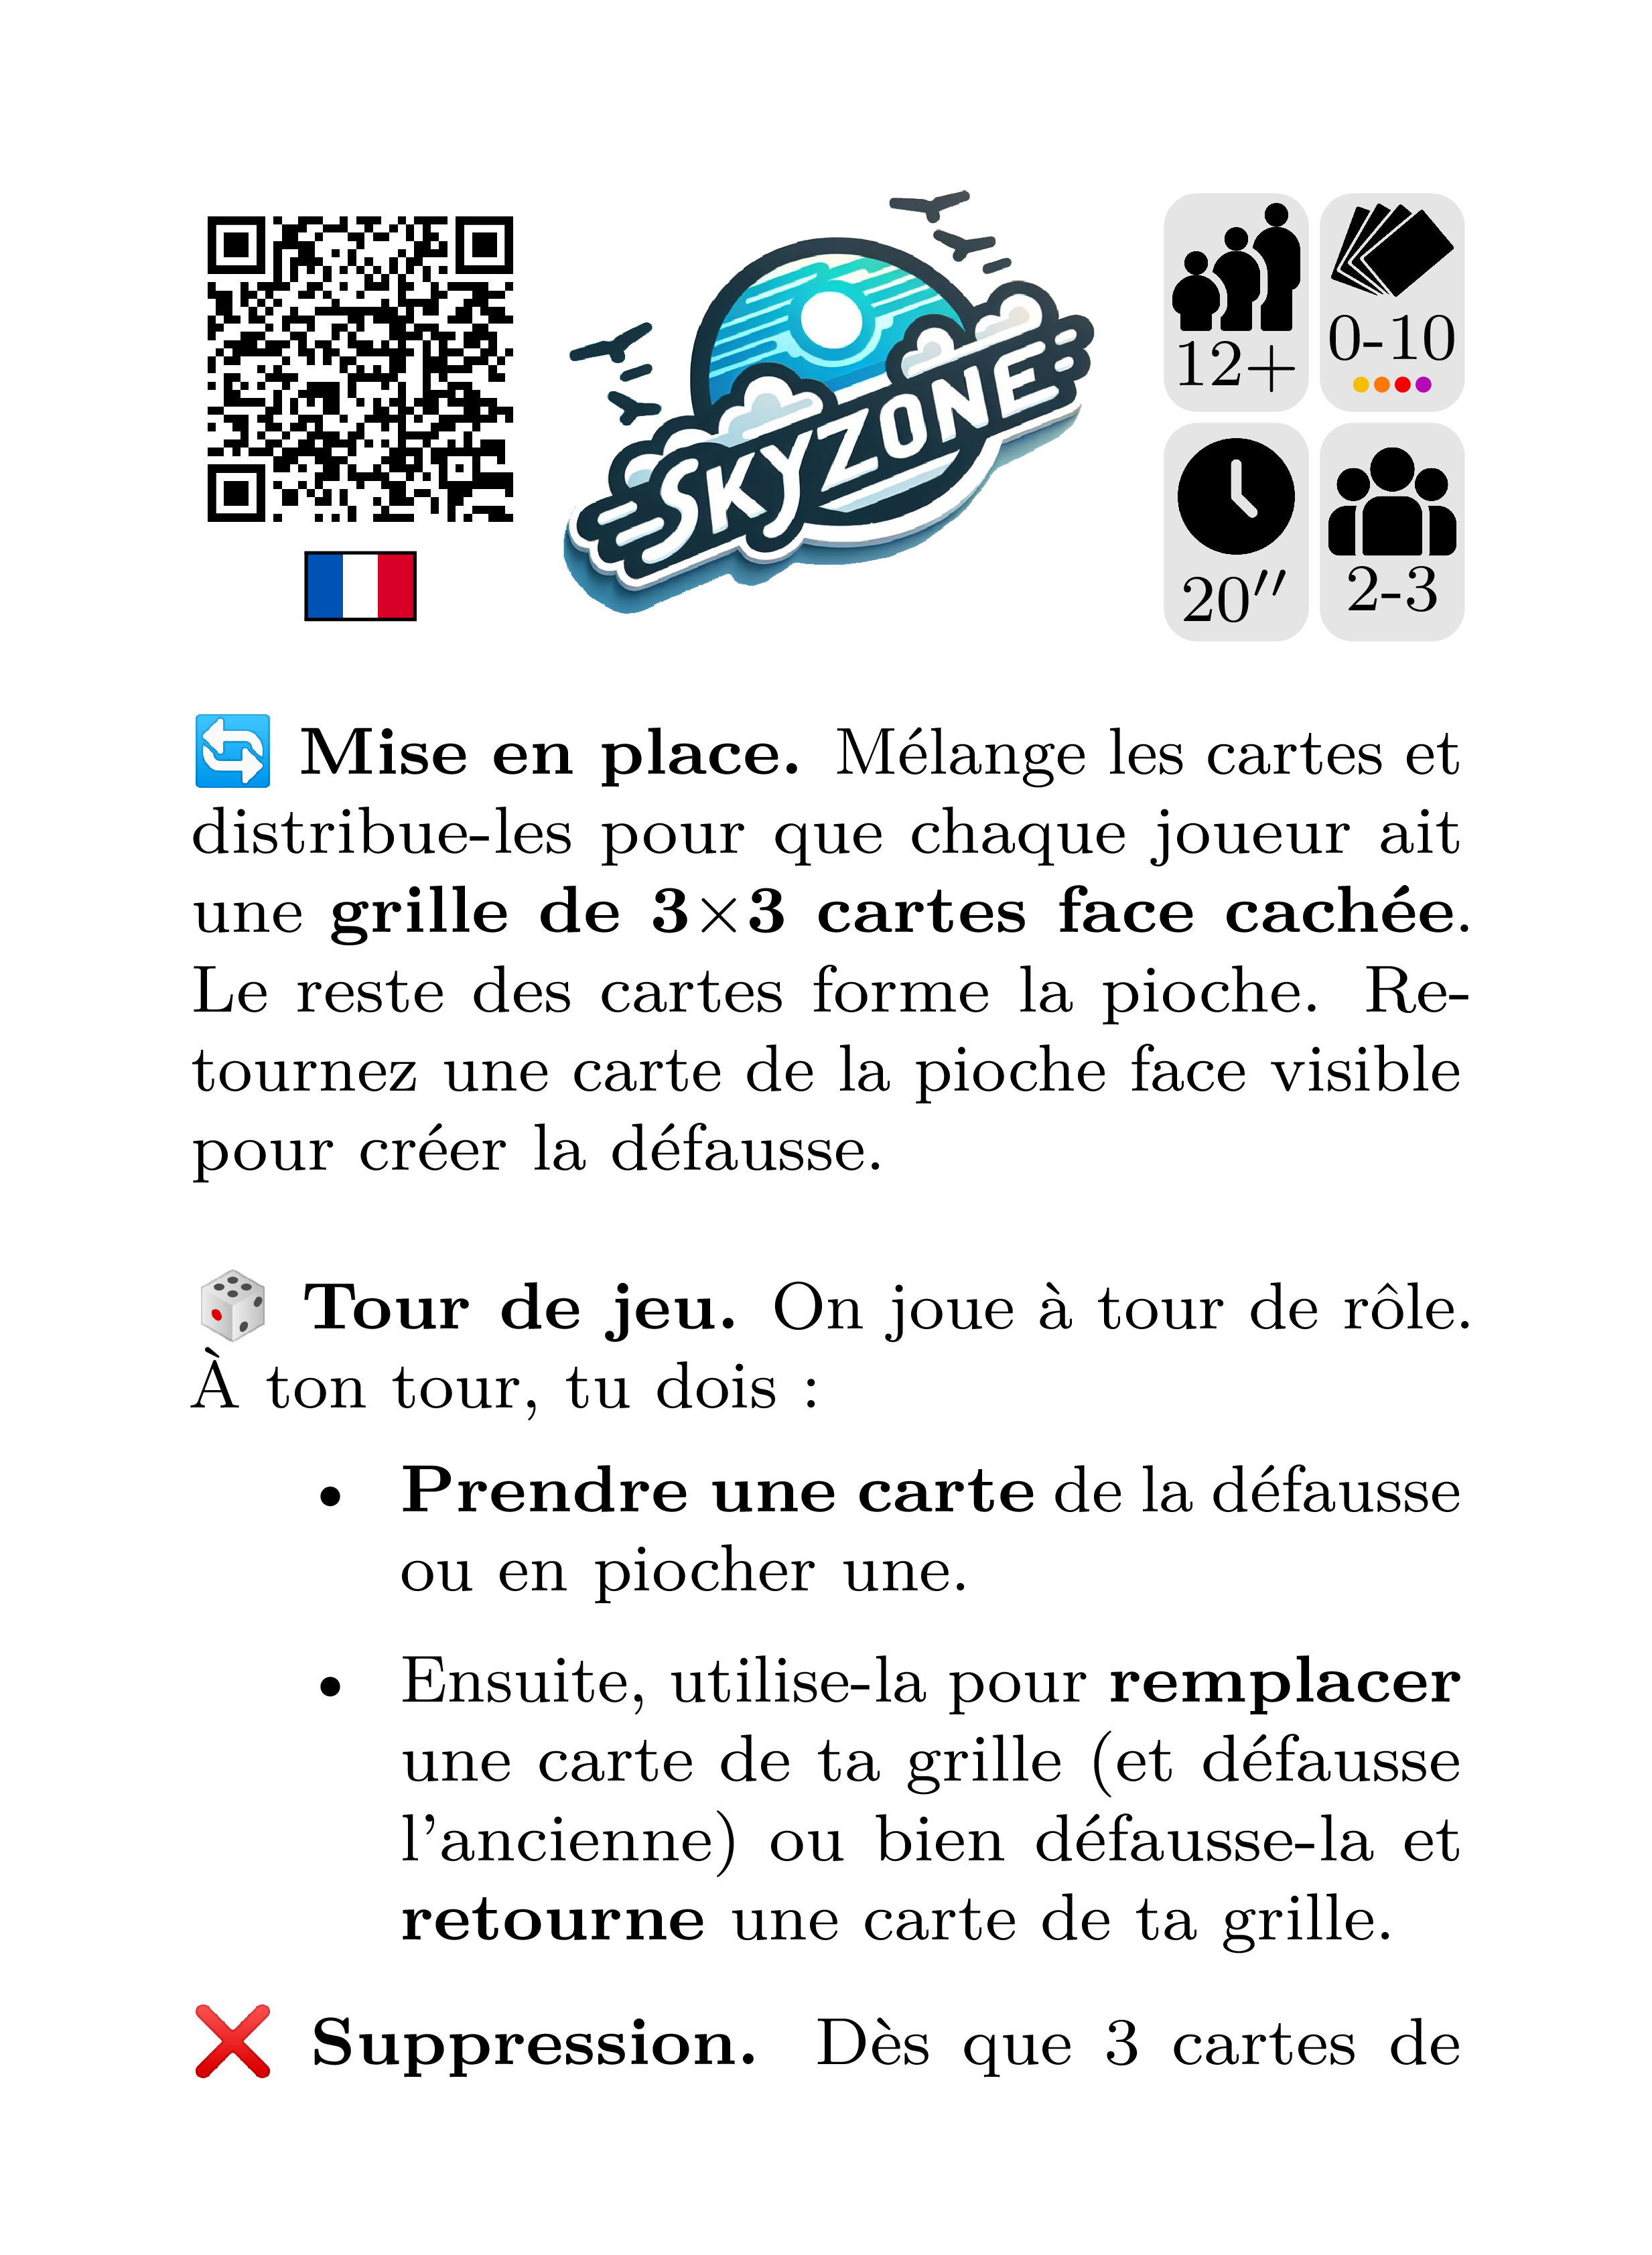 SKYZONE
12+
0-10
20′′
2-3
Mise en place. Mélange les cartes et
distribue-les pour que chaque joueur ait
une grille de 3×3 cartes face cachée.
Le reste des cartes forme la pioche. Re-
tournez une carte de la pioche face visible
pour créer la défausse.
Tour de jeu. On joue à tour de rôle.
À ton tour, tu dois :
• Prendre une carte de la défausse
ou en piocher une.
• Ensuite, utilise-la pour remplacer
une carte de ta grille (et défausse
l’ancienne) ou bien défausse-la et
retourne une carte de ta grille.
Suppression. Dès que 3 cartes de